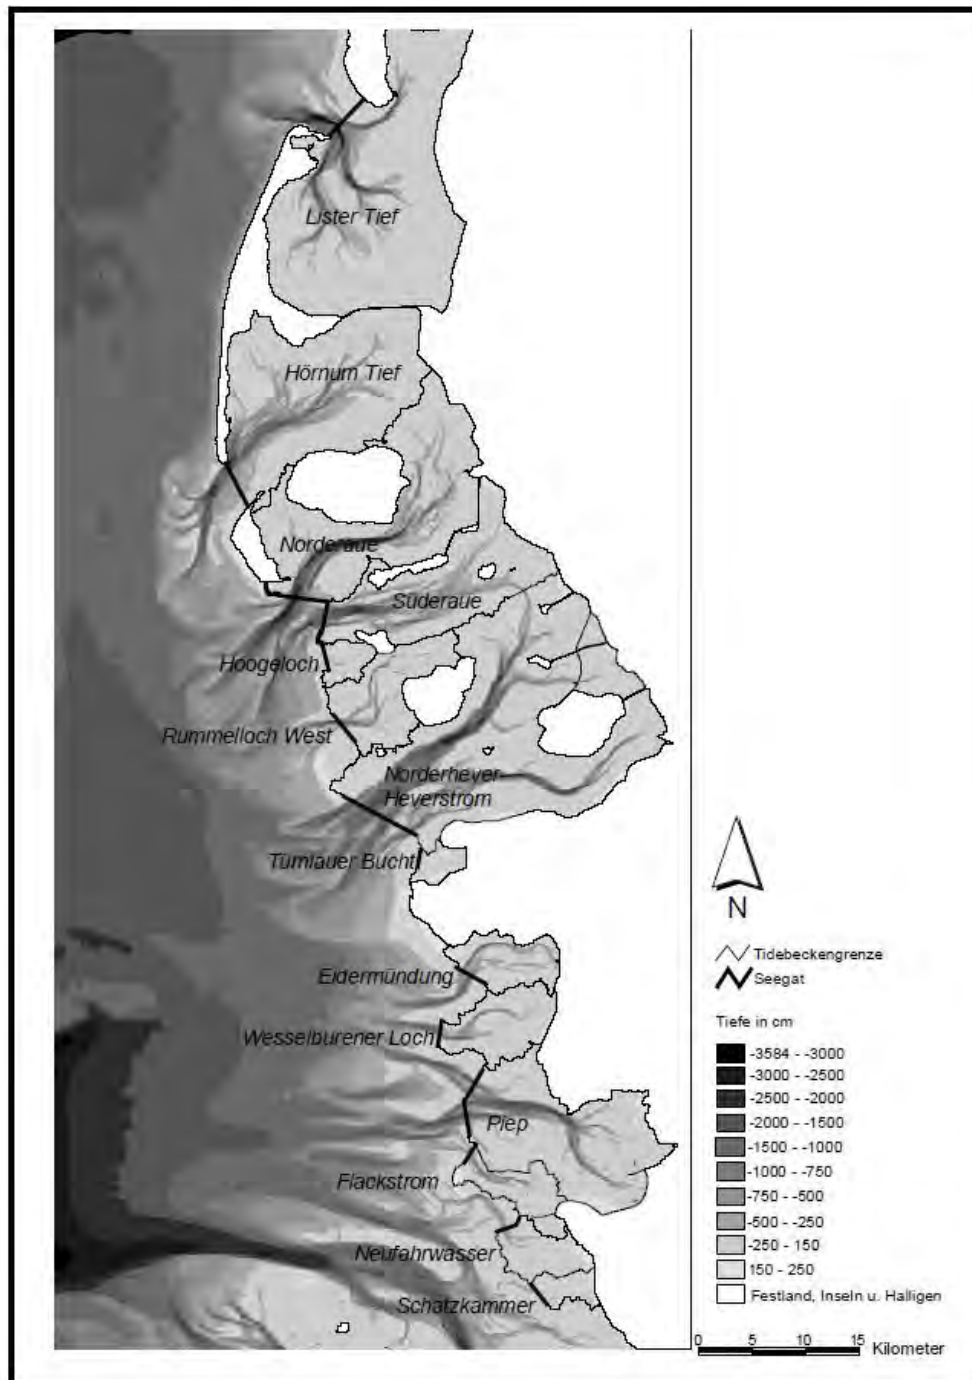 Lister Tief
Hörnum Tief
Norderaue
Süderaue
Hoogeloch
Rummelloch West
Norderhever-
Heverstrom
Tümlauer Bucht
Eidermündung
Wesselburener Loch
Piep
Flackstrom
Neufahrwasser
Schatzkammer
N
Tidebeckengrenze
Seegat
Tiefe in cm
-3584 - -3000
-3000 - -2500
-2500 - -2000
-2000 - -1500
-1500 - -1000
-1000 - -750
-750 - -500
-500 - -250
-250 - 150
150 - 250
Festland, Inseln u. Halligen
0 5 10 15 Kilometer